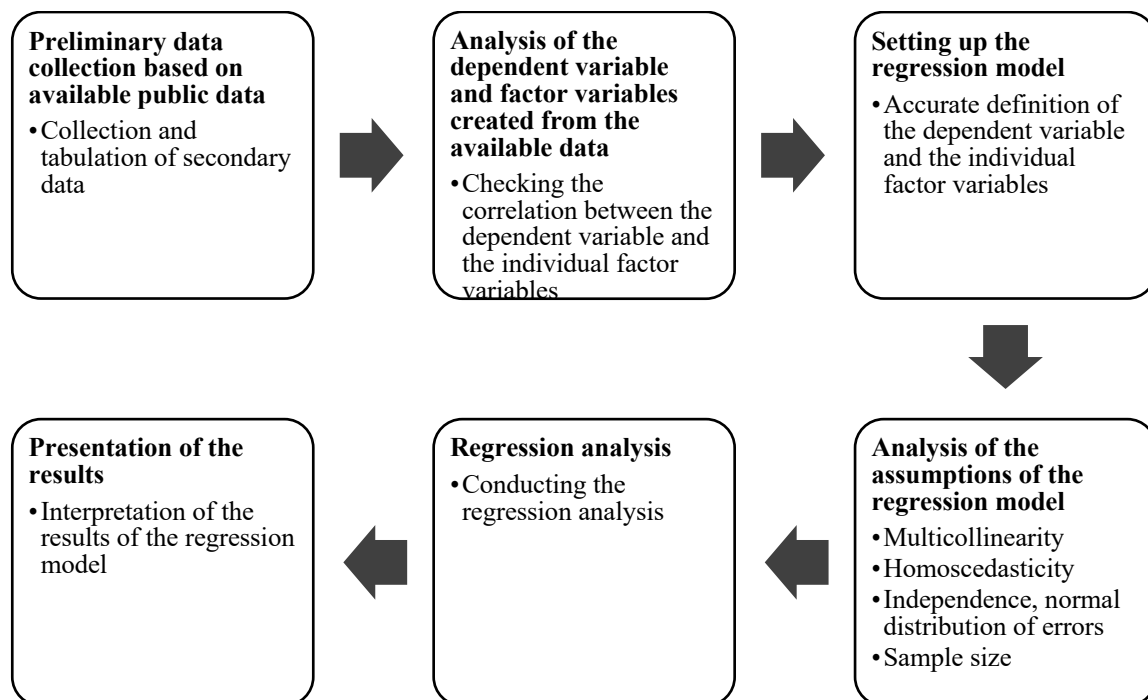 Preliminary data
collection based on
available public data
•Collection and
tabulation of secondary
data
Analysis of the
dependent variable
and factor variables
created from the
available data
•Checking the
correlation between the
dependent variable and
the individual factor
variables
Setting up the
regression model
•Accurate definition of
the dependent variable
and the individual
factor variables
Analysis of the
assumptions of the
regression model
•Multicollinearity
•Homoscedasticity
•Independence, normal
distribution of errors
•Sample size
Regression analysis
•Conducting the
regression analysis
Presentation of the
results
•Interpretation of the
results of the regression
model